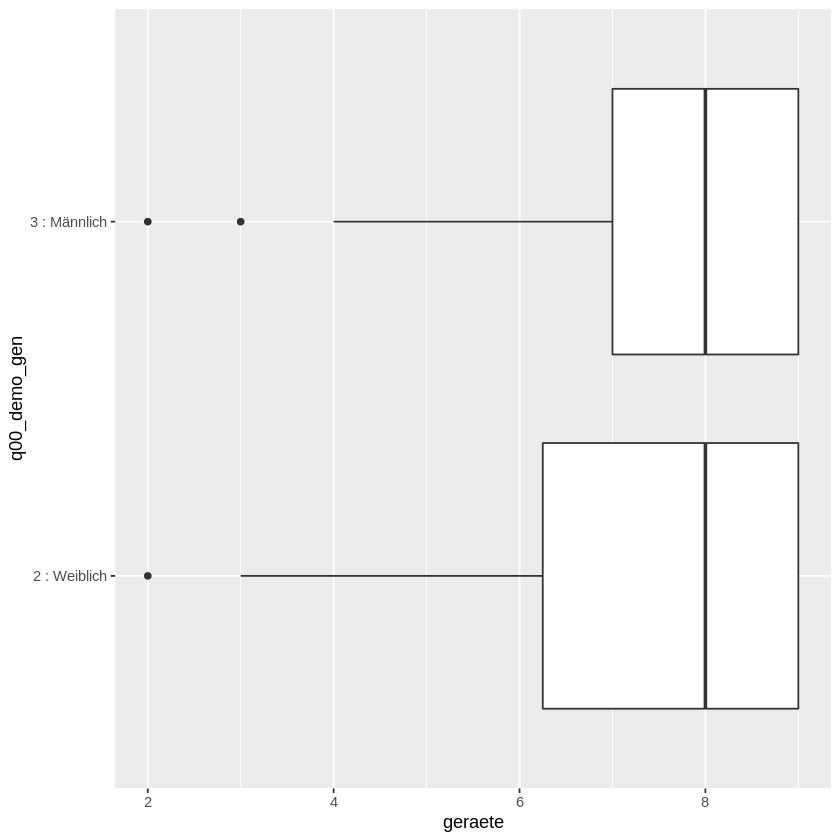 q00_demo_gen
3 : Männlich
2 : Weiblich
2 4 6 8
geraete